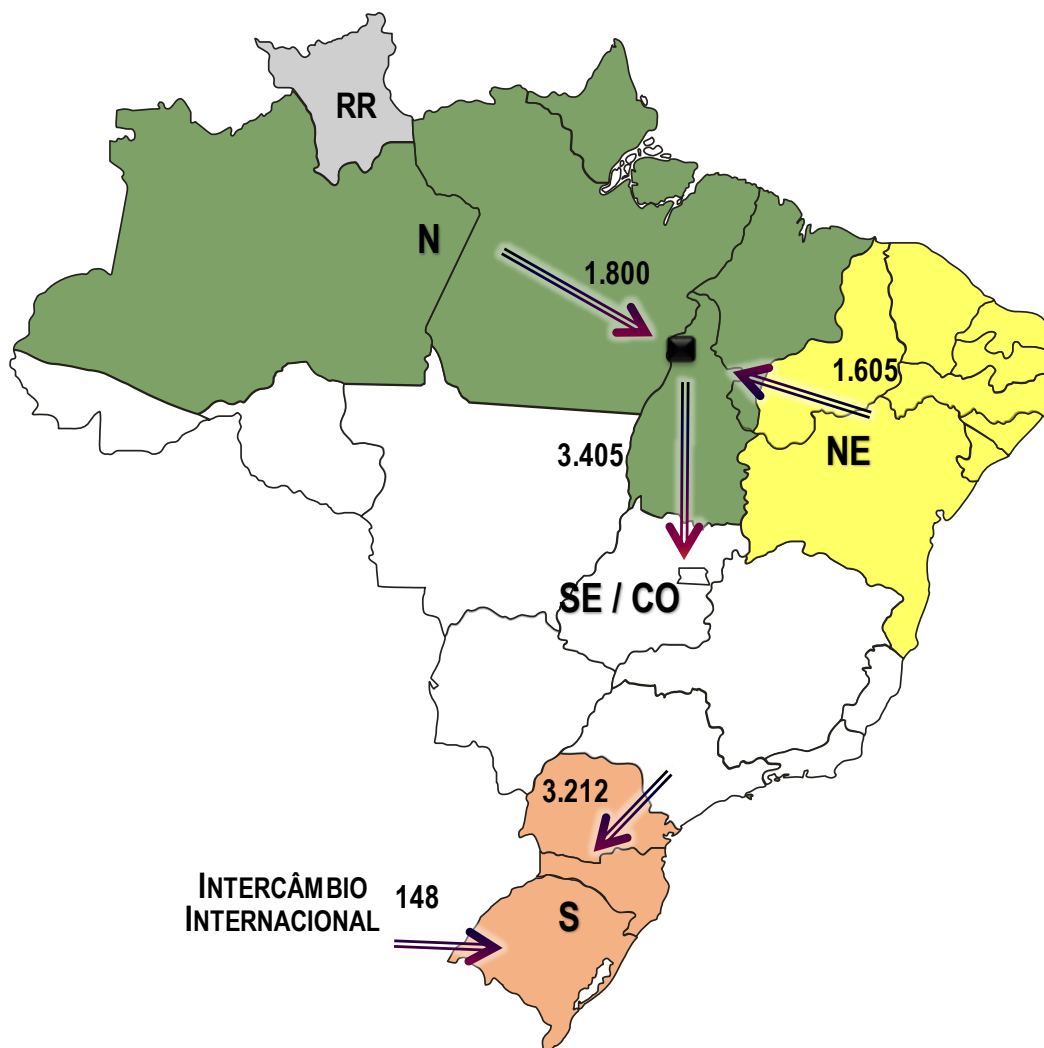 RR
N
1.800
1.605
3.405
NE
SE / CO
3.212
INTERCÂMBIO
INTERNACIONAL
148
S